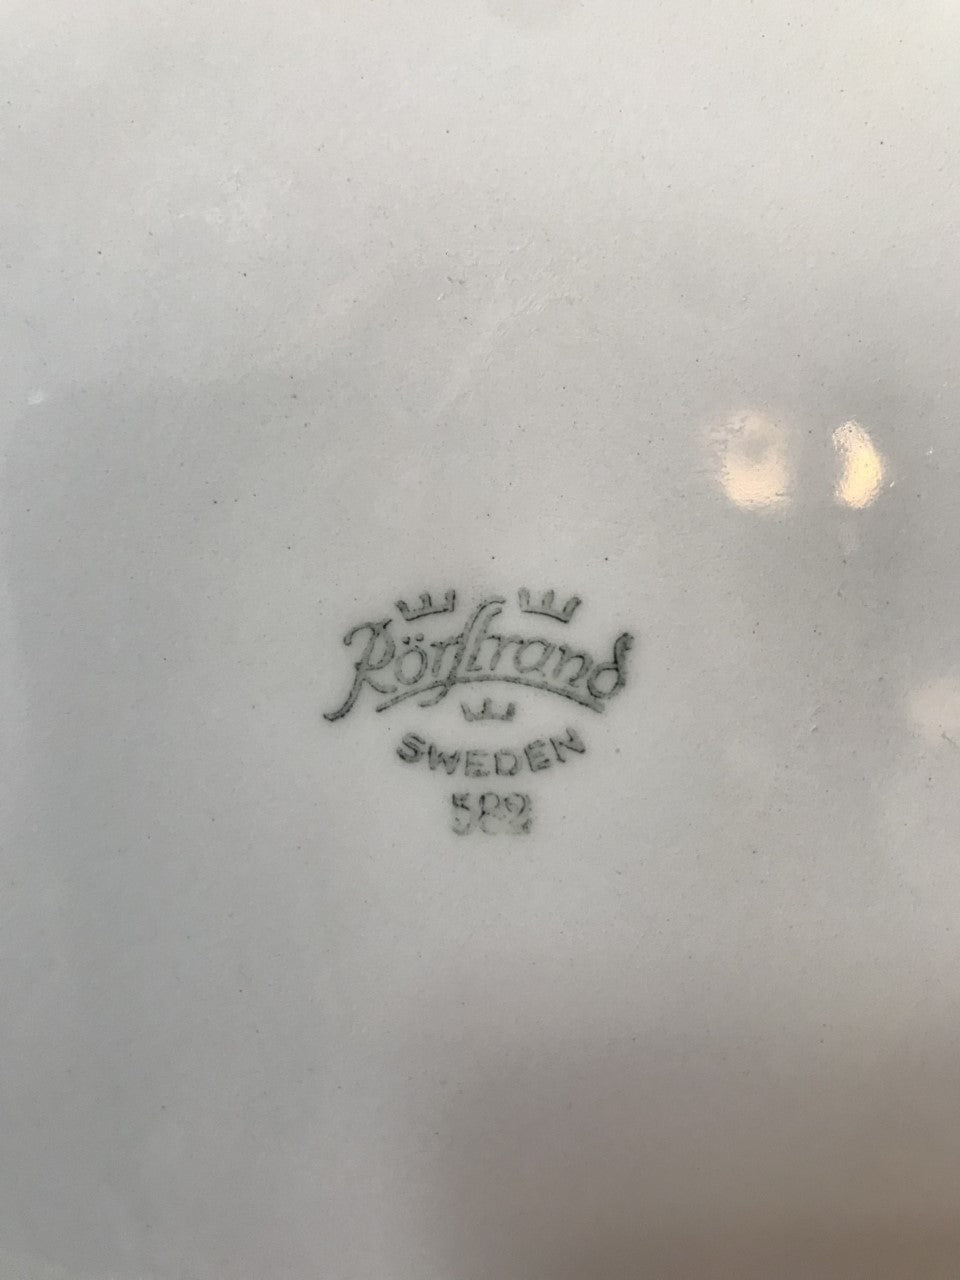 Rörstrand
SWEDEN
582